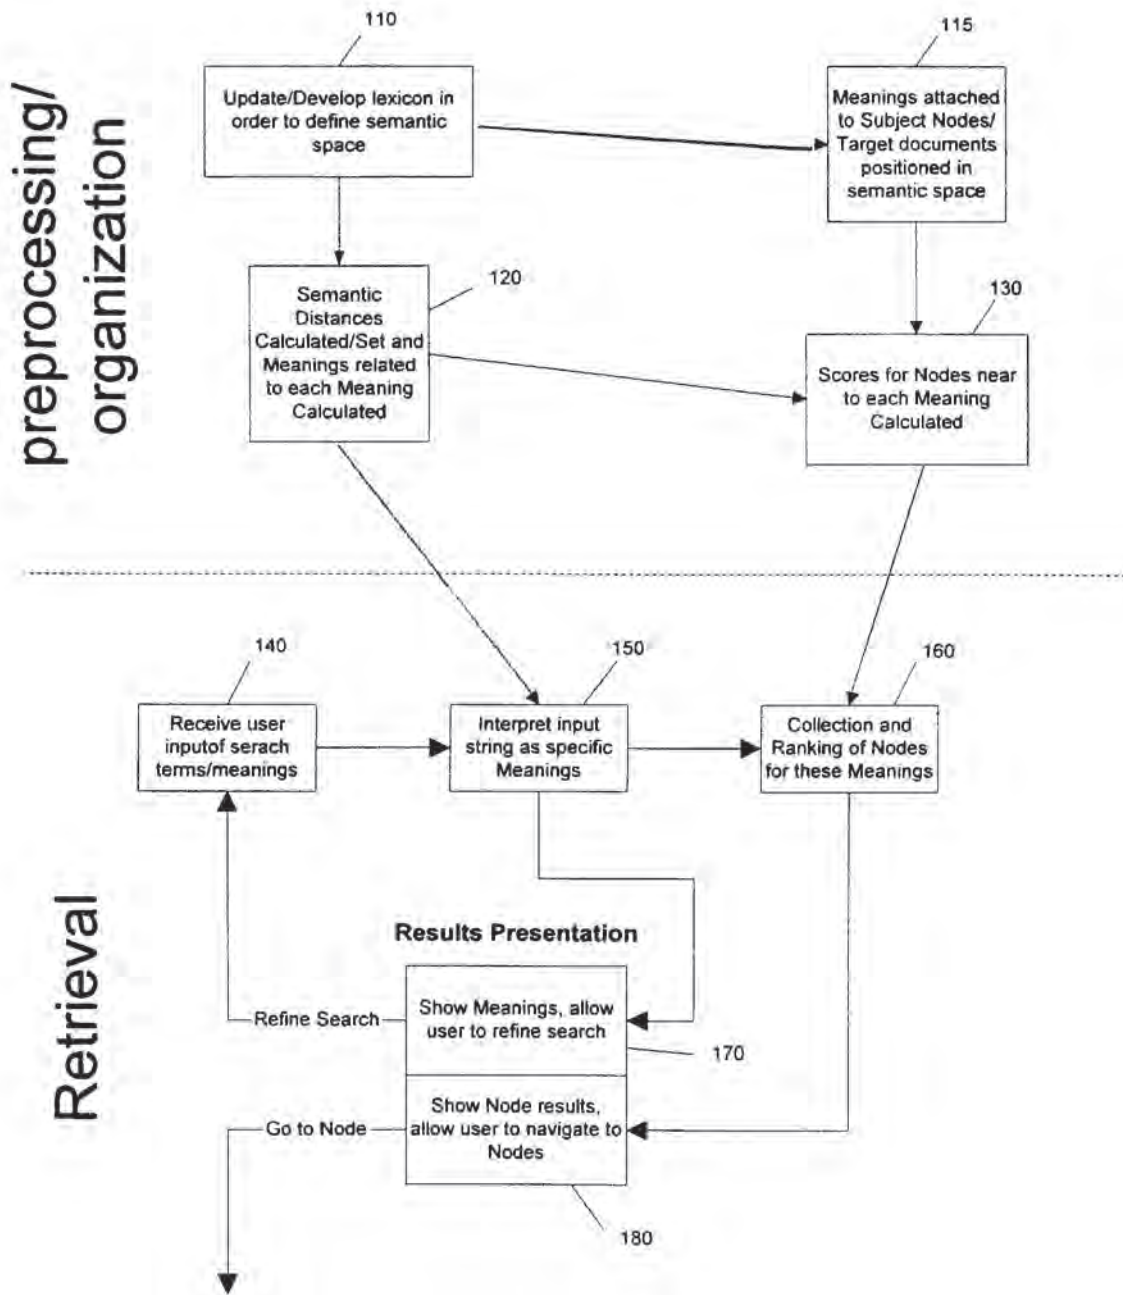 preprocessing/
organization
110
Update/Develop lexicon in
order to define semantic
space
115
Meanings attached
to Subject Nodes/
Target documents
positioned in
semantic space
120
Semantic
Distances
Calculated/Set and
Meanings related
to each Meaning
Calculated
130
Scores for Nodes near
to each Meaning
Calculated
Retrieval
140
Receive user
inputof serach
terms/meanings
150
Interpret input
string as specific
Meanings
160
Collection and
Ranking of Nodes
for these Meanings
Results Presentation
Refine Search
Show Meanings, allow
user to refine search
170
Go to Node
Show Node results,
allow user to navigate to
Nodes
180